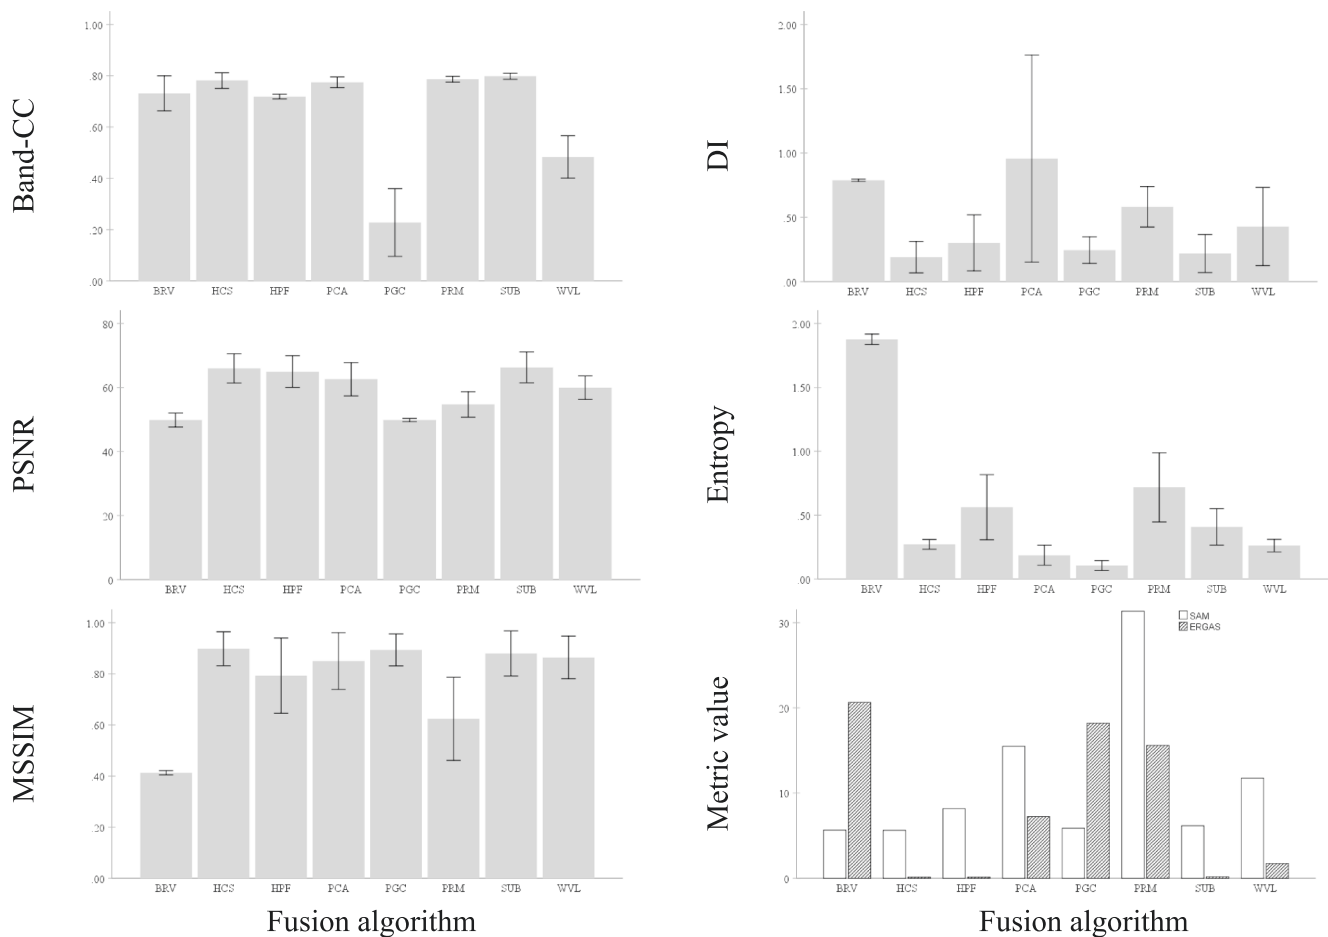 Band-CC
1.00
.80
.60
.40
.20
.00
BRV HCS HPF PCA PGC PRM SUB WVL
DI
2.00
1.50
1.00
.50
.00
BRV HCS HPF PCA PGC PRM SUB WVL
PSNR
80
60
40
20
0
BRV HCS HPF PCA PGC PRM SUB WVL
Entropy
2.00
1.50
1.00
.50
.00
BRV HCS HPF PCA PGC PRM SUB WVL
MSSIM
1.00
.80
.60
.40
.20
.00
BRV HCS HPF PCA PGC PRM SUB WVL
Fusion algorithm
Metric value
30
20
10
0
SAM
ERGAS
BRV HCS HPF PCA PGC PRM SUB WVL
Fusion algorithm